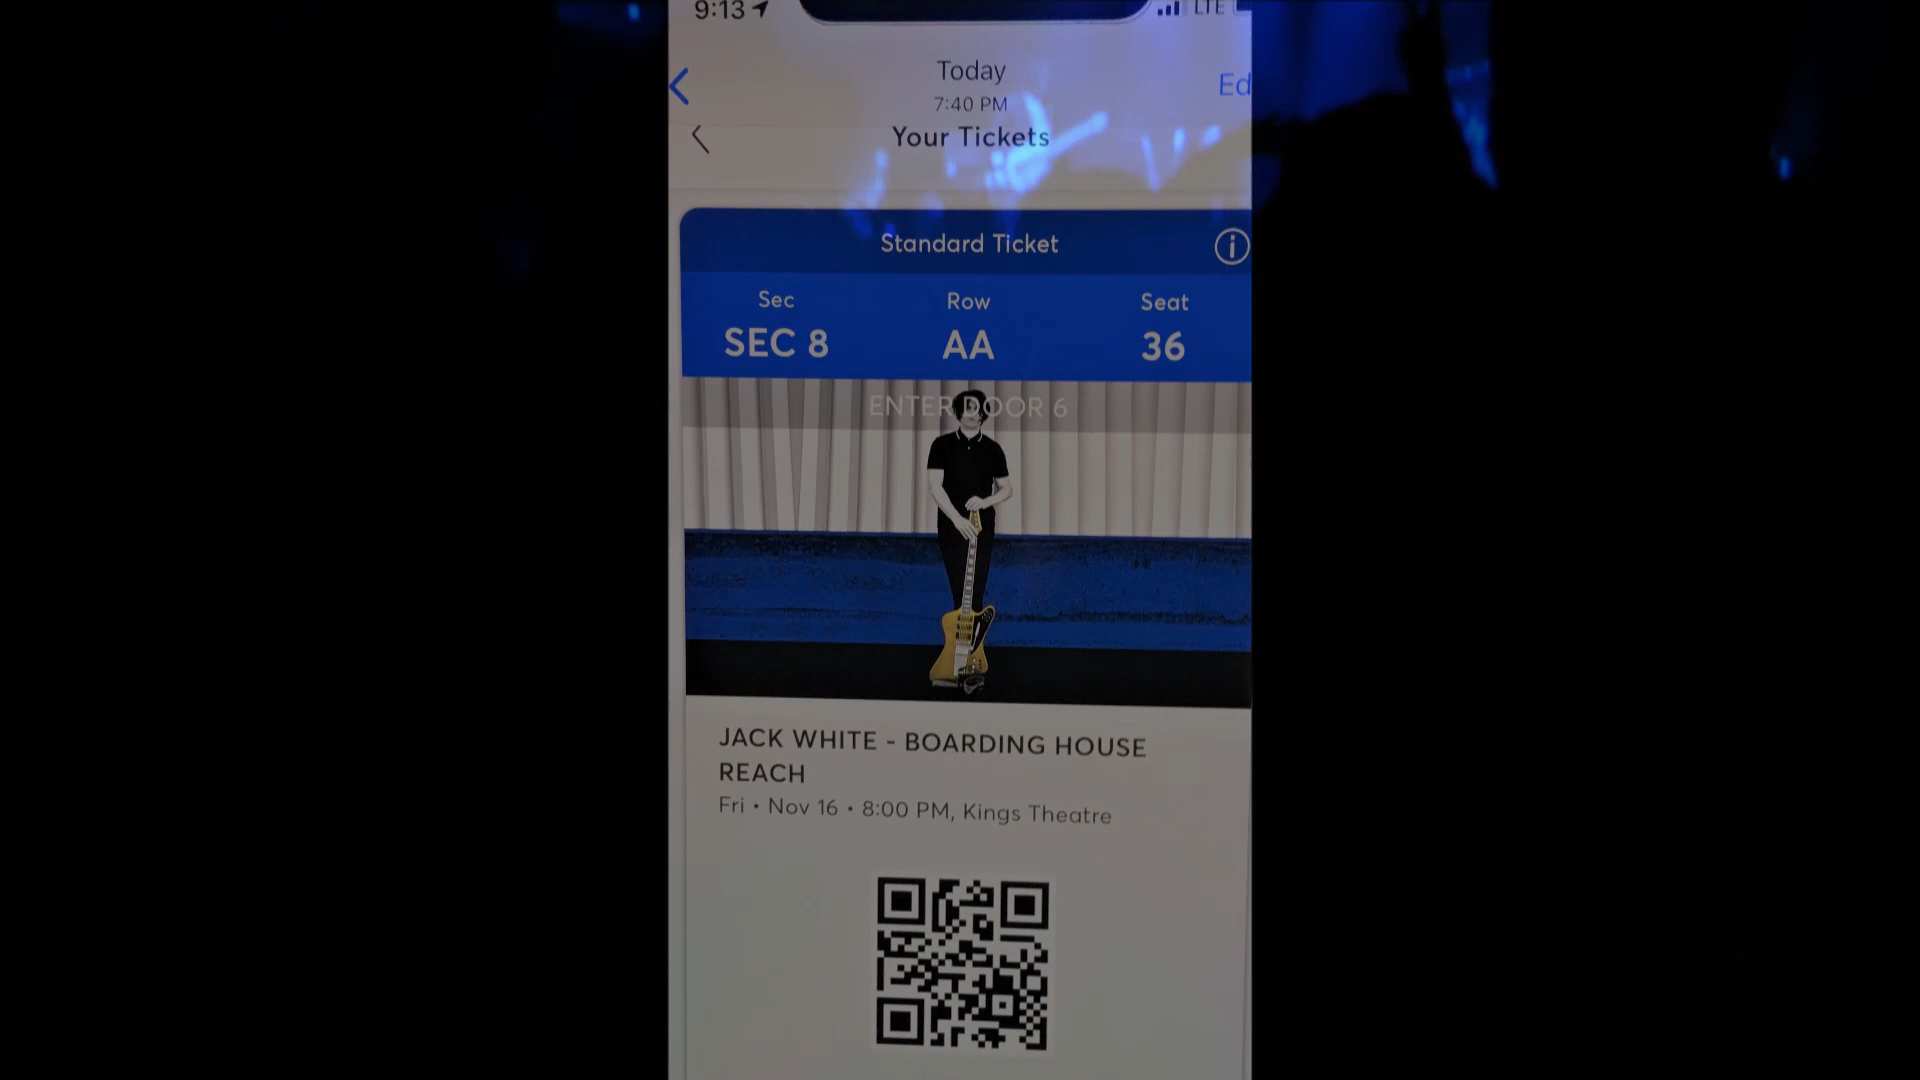 9:13
LTE
Today
Ed
7:40 PM
Your Tickets
Standard Ticket
Sec Row Seat
SEC 8 AA 36
ENTER DOOR 6
JACK WHITE - BOARDING HOUSE
REACH
Fri • Nov 16 • 8:00 PM, Kings Theatre